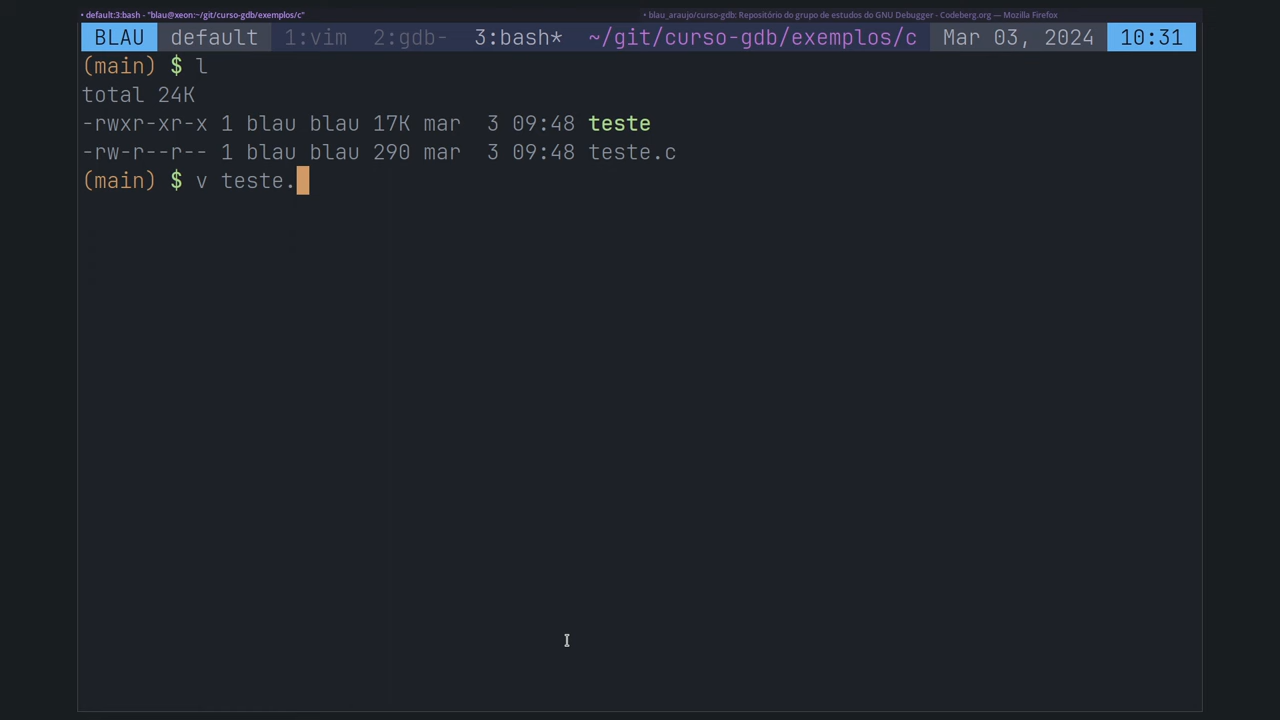 • default:3:bash - "blau@xeon:~/git/curso-gdb/exemplos/c"
• blau_araujo/curso-gdb: Repositório do grupo de estudos do GNU Debugger - Codeberg.org — Mozilla Firefox
BLAU default 1:vim 2:gdb- 3:bash* ~/git/curso-gdb/exemplos/c Mar 03, 2024 10:31
(main) $ l
total 24K
-rwxr-xr-x 1 blau blau 17K mar  3 09:48 teste
-rw-r--r-- 1 blau blau 290 mar  3 09:48 teste.c
(main) $ v teste.